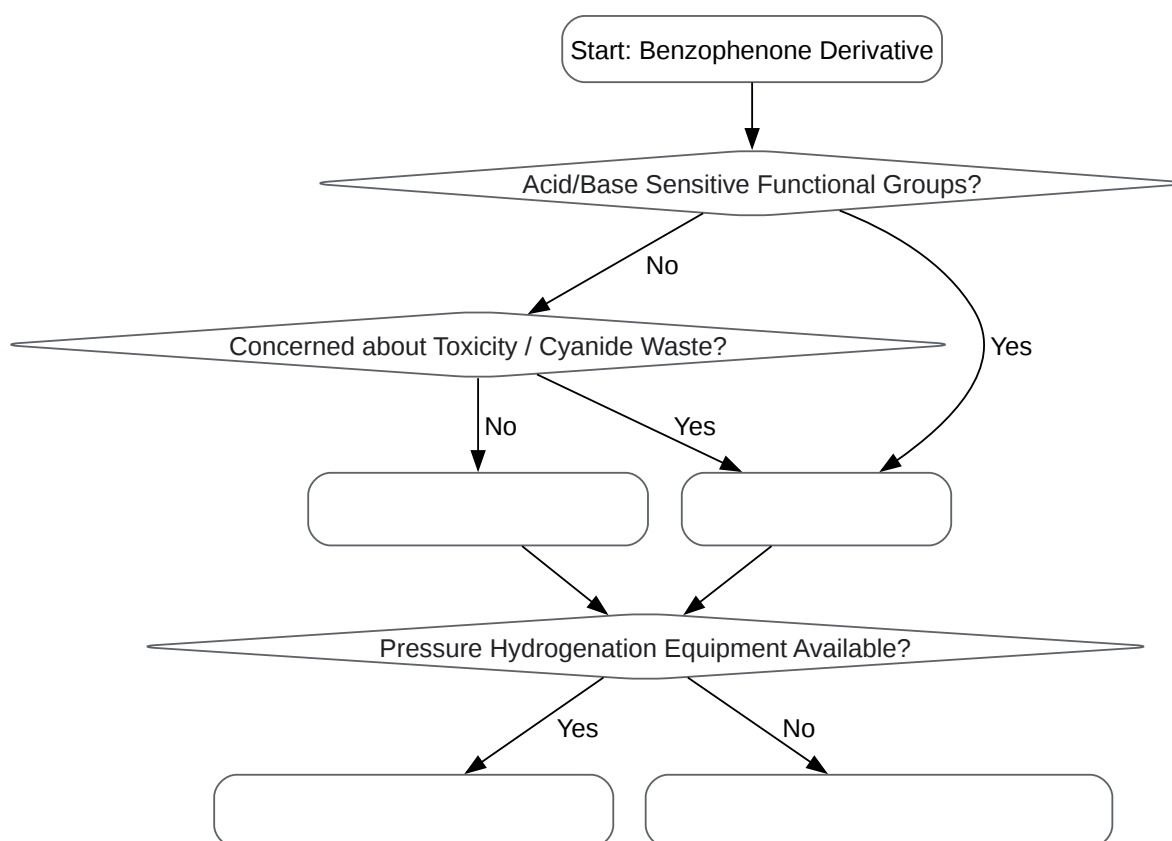 Start: Benzophenone Derivative
Acid/Base Sensitive Functional Groups?
No
Concerned about Toxicity / Cyanide Waste?
Yes
No
Yes
Pressure Hydrogenation Equipment Available?
Yes
No